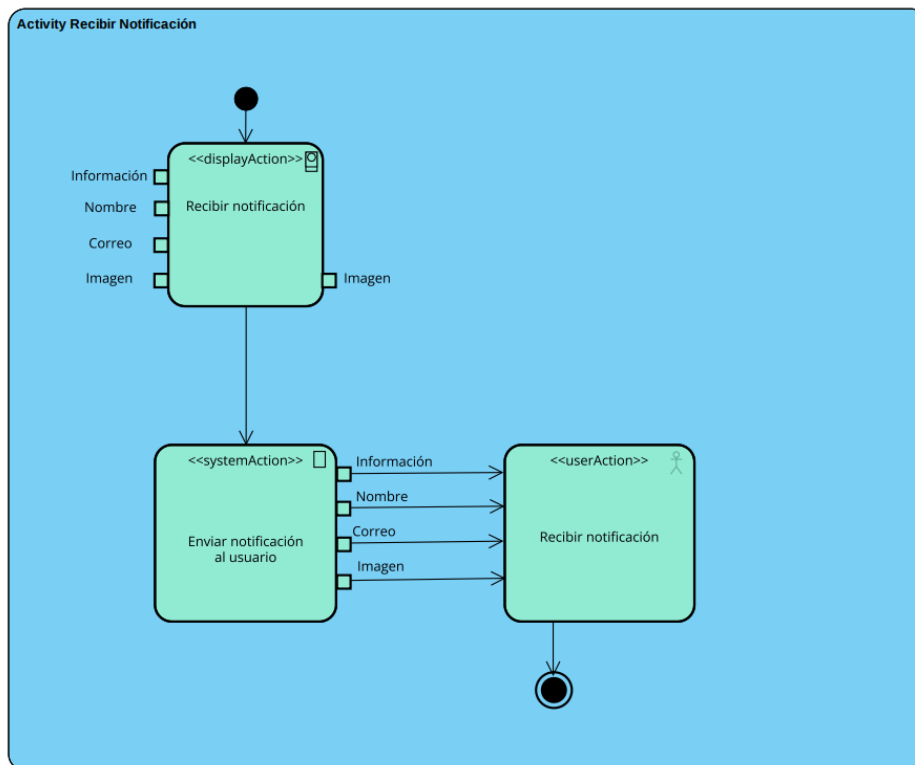 Activity Recibir Notificación
<<displayAction>>
Información
Nombre
Recibir notificación
Correo
Imagen
Imagen
<<systemAction>>
Información
<<userAction>>
Nombre
Correo
Enviar notificación
al usuario
Recibir notificación
Imagen